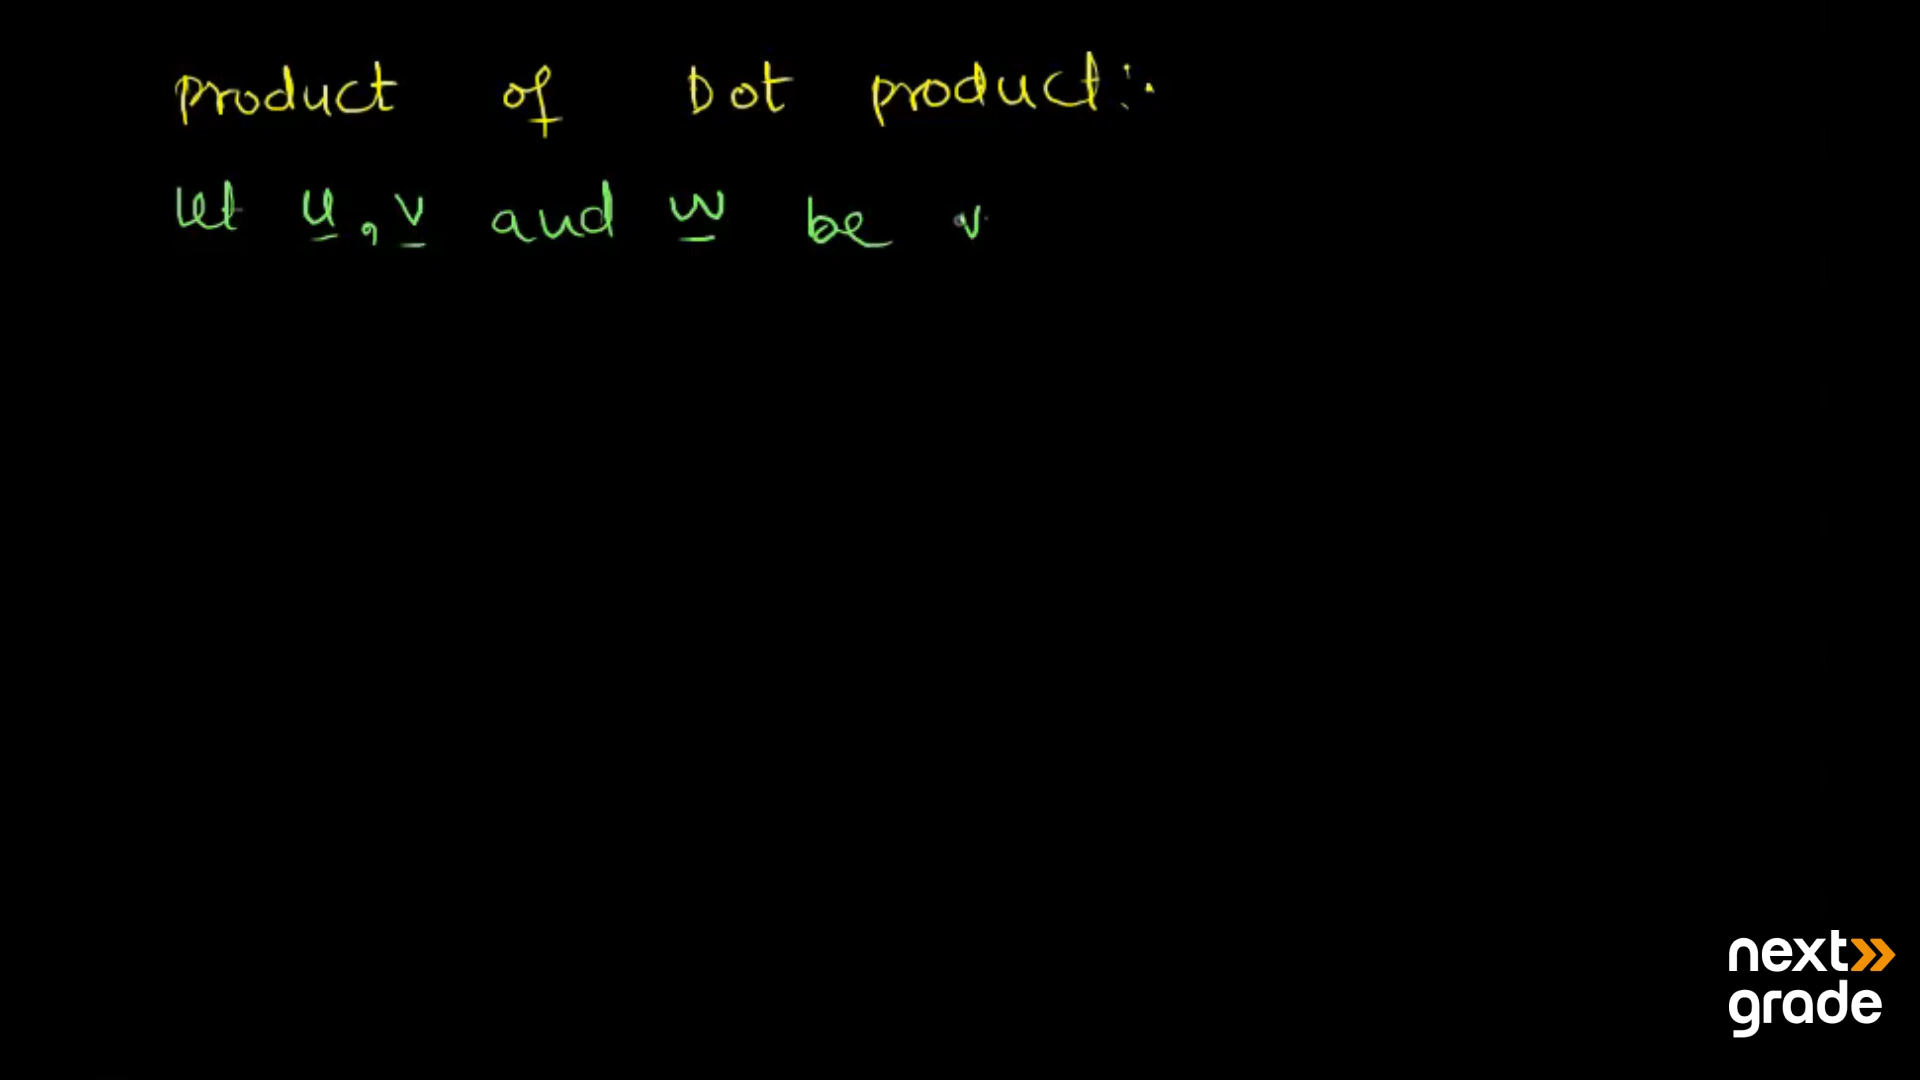 product of Dot product:-
let u, v and w be v
next
grade